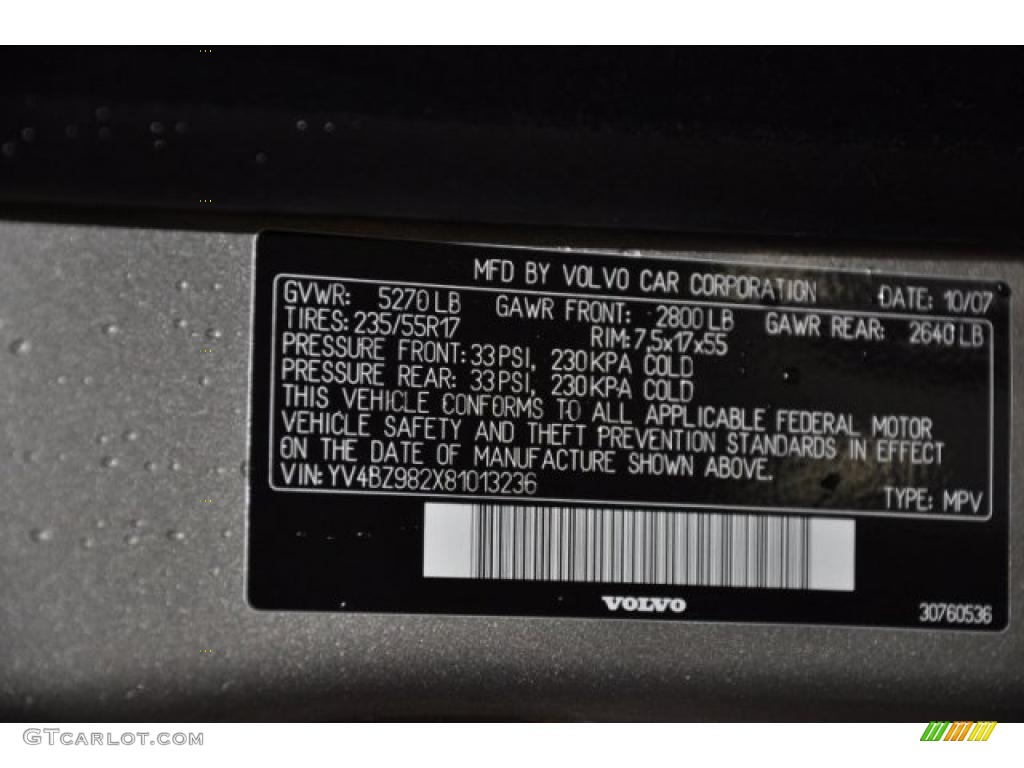 MFD BY VOLVO CAR CORPORATION DATE: 10/07
GVWR: 5270 LB GAWR FRONT: 2800 LB GAWR REAR: 2640 LB
TIRES: 235/55R17 RIM: 7,5x17x55
PRESSURE FRONT: 33 PSI, 230 KPA COLD
PRESSURE REAR: 33 PSI, 230 KPA COLD
THIS VEHICLE CONFORMS TO ALL APPLICABLE FEDERAL MOTOR
VEHICLE SAFETY AND THEFT PREVENTION STANDARDS IN EFFECT
ON THE DATE OF MANUFACTURE SHOWN ABOVE.
VIN: YV4BZ982X81013236 TYPE: MPV
VOLVO
30760536
GTCARLOT.COM